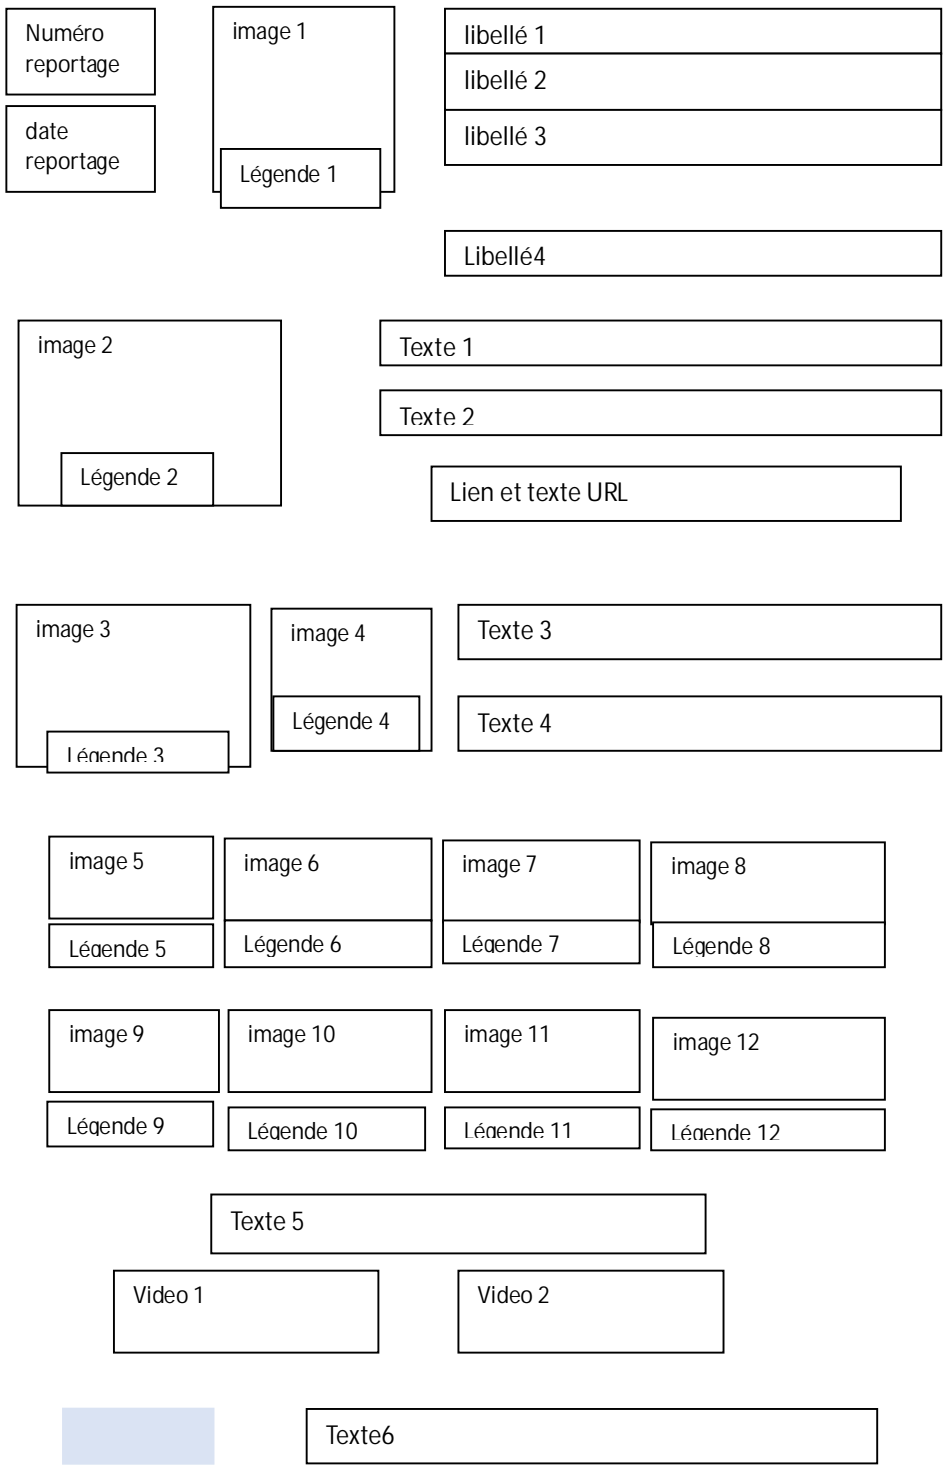 Numéro
reportage
date
reportage
image 1
Légende 1
libellé 1
libellé 2
libellé 3
Libellé4
image 2
Légende 2
Texte 1
Texte 2
Lien et texte URL
image 3
Légende 3
image 4
Légende 4
Texte 3
Texte 4
image 5
image 6
image 7
image 8
Légende 5
Légende 6
Légende 7
Légende 8
image 9
image 10
image 11
image 12
Légende 9
Légende 10
Légende 11
Légende 12
Texte 5
Video 1
Video 2
Texte6